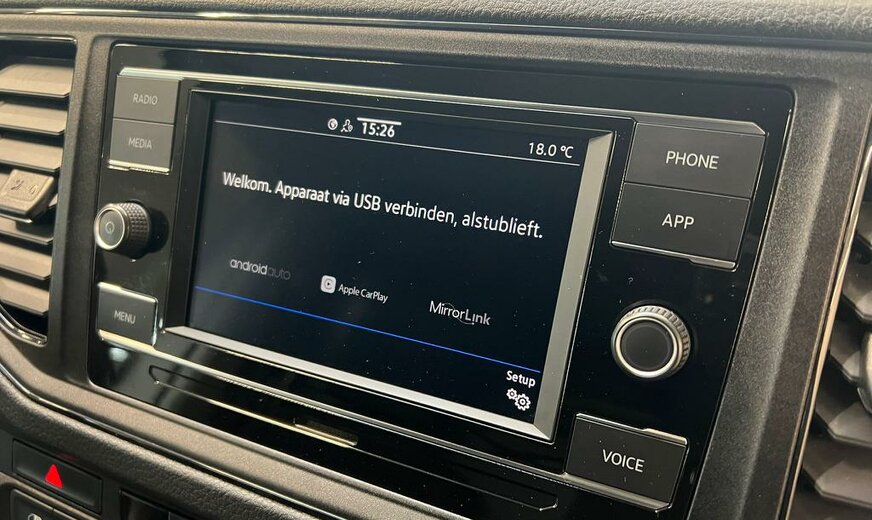 RADIO
MEDIA
MENU
15:26
18.0 °C
Welkom. Apparaat via USB verbinden, alstublieft.
androidauto
Apple CarPlay
MirrorLink
Setup
PHONE
APP
VOICE